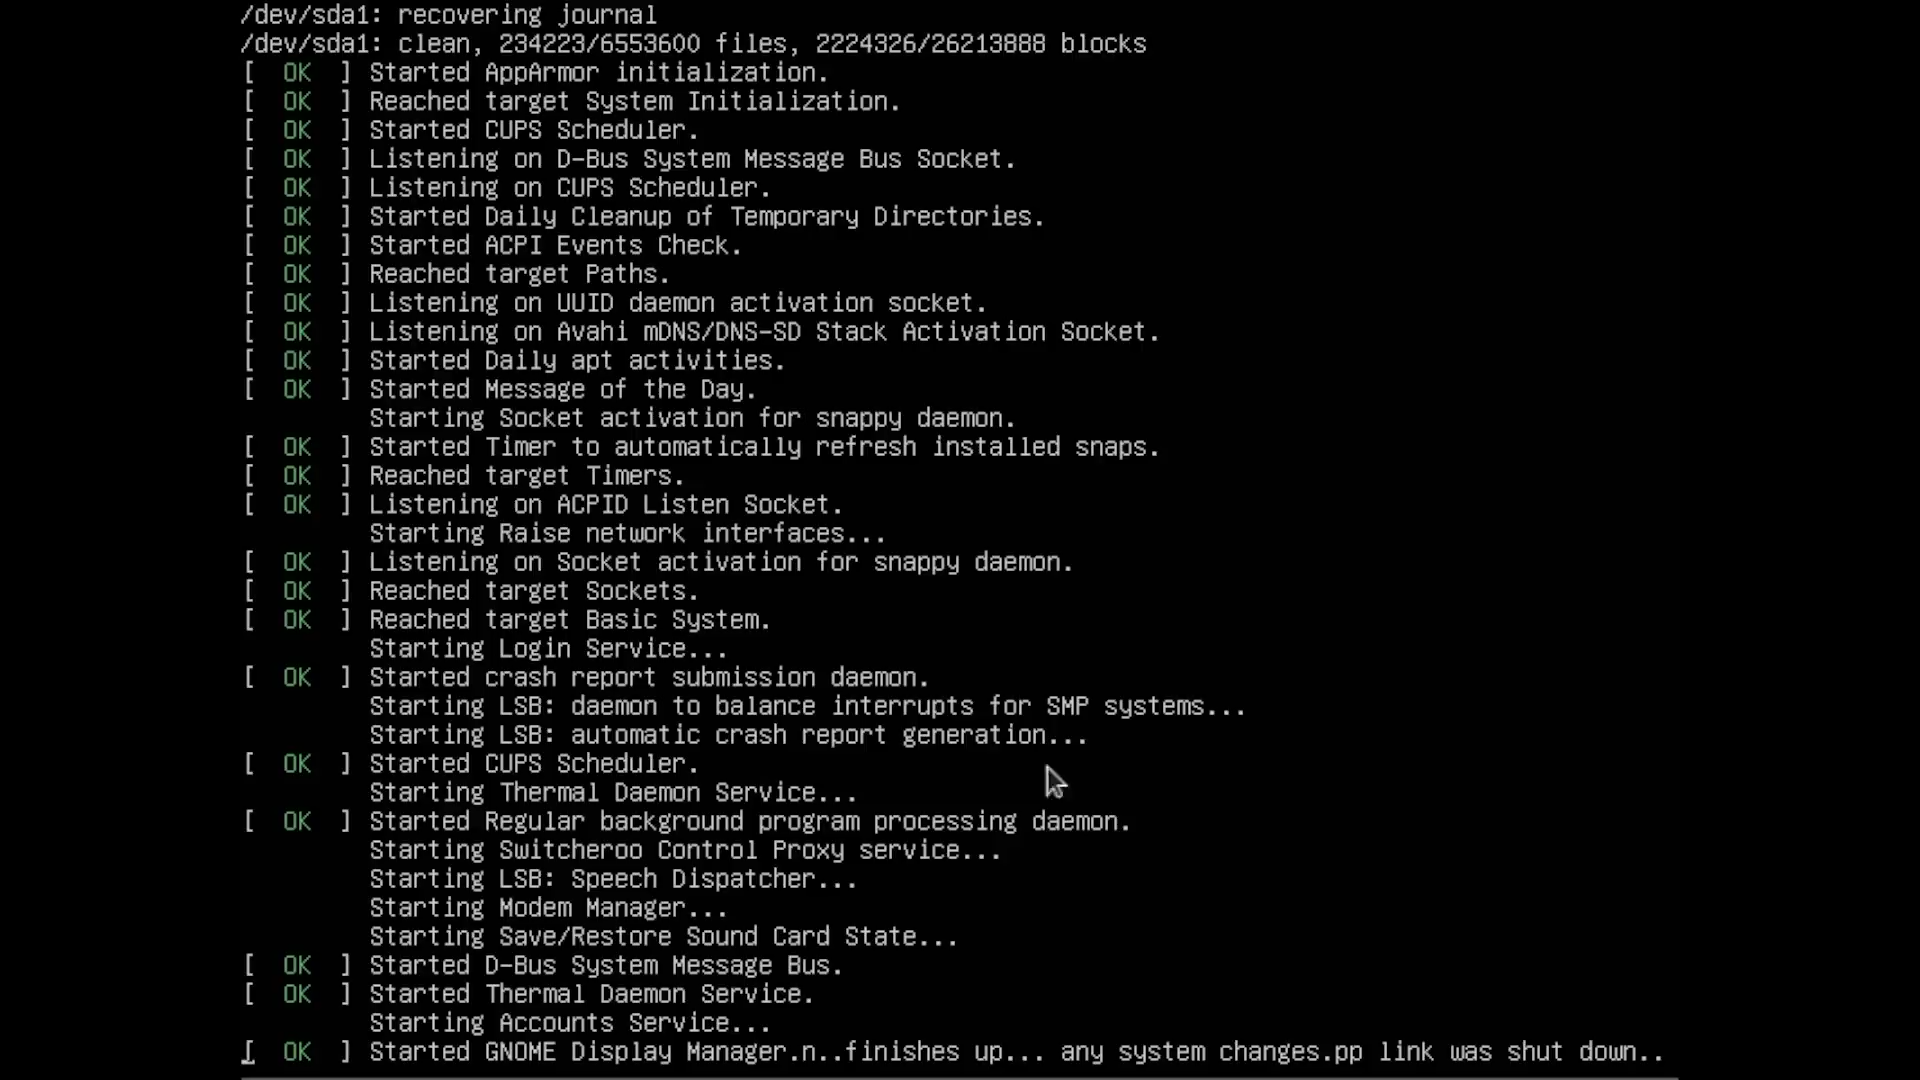 /dev/sda1: recovering journal
/dev/sda1: clean, 234223/6553600 files, 2224326/26213888 blocks
[  OK  ] Started AppArmor initialization.
[  OK  ] Reached target System Initialization.
[  OK  ] Started CUPS Scheduler.
[  OK  ] Listening on D-Bus System Message Bus Socket.
[  OK  ] Listening on CUPS Scheduler.
[  OK  ] Started Daily Cleanup of Temporary Directories.
[  OK  ] Started ACPI Events Check.
[  OK  ] Reached target Paths.
[  OK  ] Listening on UUID daemon activation socket.
[  OK  ] Listening on Avahi mDNS/DNS-SD Stack Activation Socket.
[  OK  ] Started Daily apt activities.
[  OK  ] Started Message of the Day.
Starting Socket activation for snappy daemon.
[  OK  ] Started Timer to automatically refresh installed snaps.
[  OK  ] Reached target Timers.
[  OK  ] Listening on ACPID Listen Socket.
Starting Raise network interfaces...
[  OK  ] Listening on Socket activation for snappy daemon.
[  OK  ] Reached target Sockets.
[  OK  ] Reached target Basic System.
Starting Login Service...
[  OK  ] Started crash report submission daemon.
Starting LSB: daemon to balance interrupts for SMP systems...
Starting LSB: automatic crash report generation...
[  OK  ] Started CUPS Scheduler.
Starting Thermal Daemon Service...
[  OK  ] Started Regular background program processing daemon.
Starting Switcheroo Control Proxy service...
Starting LSB: Speech Dispatcher...
Starting Modem Manager...
Starting Save/Restore Sound Card State...
[  OK  ] Started D-Bus System Message Bus.
[  OK  ] Started Thermal Daemon Service.
Starting Accounts Service...
[  OK  ] Started GNOME Display Manager.n..finishes up... any system changes.pp link was shut down..